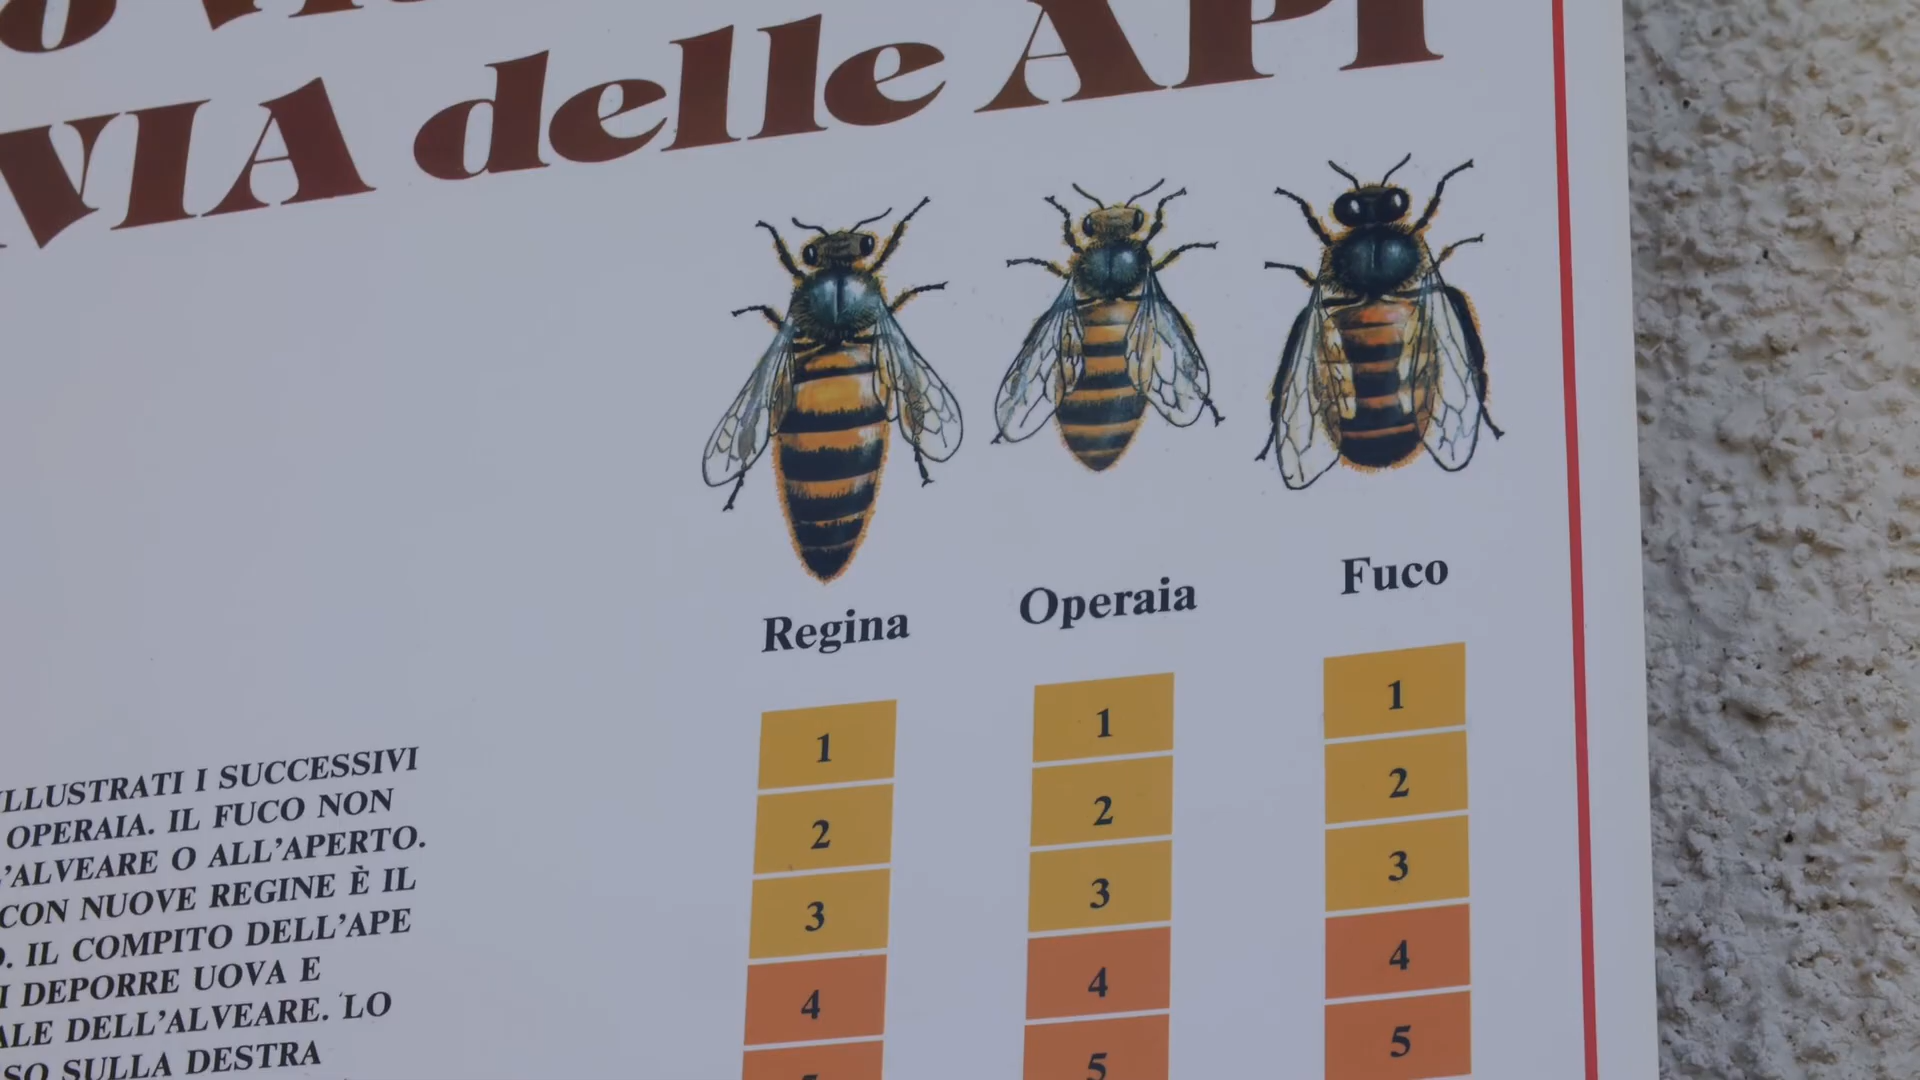 VIA delle API
Regina
Operaia
Fuco
1 1 1
2 2 2
3 3 3
4 4 4
5 5
ILLUSTRATI I SUCCESSIVI
OPERAIA. IL FUCO NON
L'ALVEARE O ALL'APERTO.
CON NUOVE REGINE È IL
O. IL COMPITO DELL'APE
I DEPORRE UOVA E
ALE DELL'ALVEARE. LO
SO SULLA DESTRA